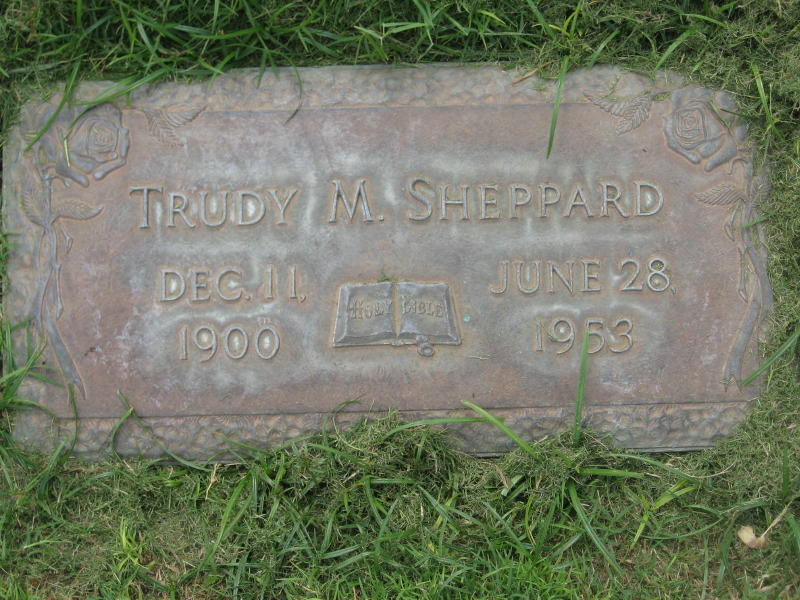 TRUDY M. SHEPPARD
DEC. 11, JUNE 28,
1900 HOLY BIBLE 1953